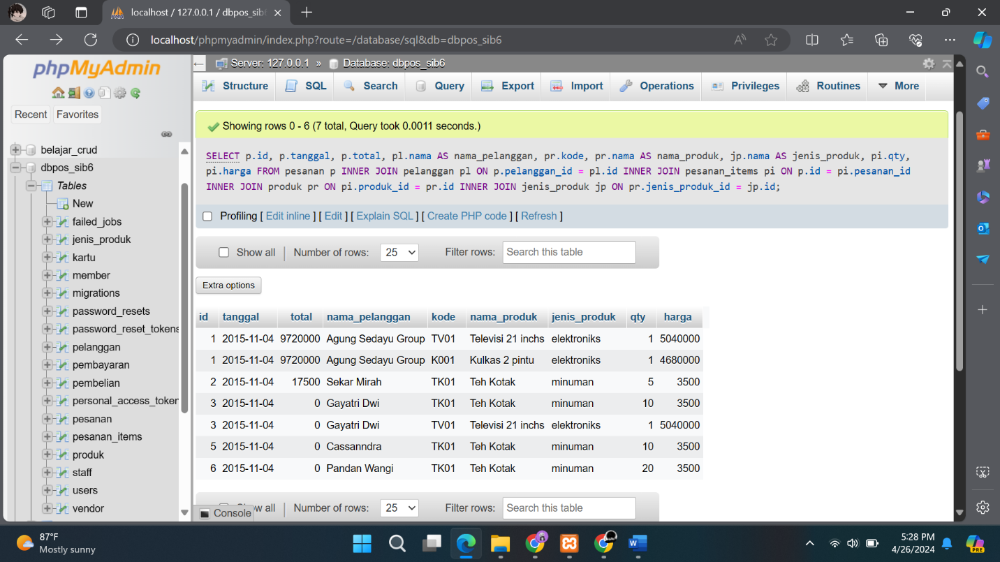 localhost / 127.0.0.1 / dbpos_sib6
localhost/phpmyadmin/index.php?route=/database/sql&db=dbpos_sib6
phpMyAdmin
Recent Favorites
belajar_crud
dbpos_sib6
Tables
New
failed_jobs
jenis_produk
kartu
member
migrations
password_resets
password_reset_tokens
pelanggan
pembayaran
pembelian
personal_access_token
pesanan
pesanan_items
produk
staff
users
vendor
Server: 127.0.0.1 » Database: dbpos_sib6
Structure SQL Search Query Export Import Operations Privileges Routines More
Showing rows 0 - 6 (7 total, Query took 0.0011 seconds.)
SELECT p.id, p.tanggal, p.total, pl.nama AS nama_pelanggan, pr.kode, pr.nama AS nama_produk, jp.nama AS jenis_produk, pi.qty,
pi.harga FROM pesanan p INNER JOIN pelanggan pl ON p.pelanggan_id = pl.id INNER JOIN pesanan_items pi ON p.id = pi.pesanan_id
INNER JOIN produk pr ON pi.produk_id = pr.id INNER JOIN jenis_produk jp ON pr.jenis_produk_id = jp.id;
Profiling [ Edit inline ] [ Edit ] [ Explain SQL ] [ Create PHP code ] [ Refresh ]
Show all | Number of rows: 25 Filter rows: Search this table
Extra options
id tanggal total nama_pelanggan kode nama_produk jenis_produk qty harga
1 2015-11-04 9720000 Agung Sedayu Group TV01 Televisi 21 inchs elektroniks 1 5040000
1 2015-11-04 9720000 Agung Sedayu Group K001 Kulkas 2 pintu elektroniks 1 4680000
2 2015-11-04 17500 Sekar Mirah TK01 Teh Kotak minuman 5 3500
3 2015-11-04 0 Gayatri Dwi TK01 Teh Kotak minuman 10 3500
3 2015-11-04 0 Gayatri Dwi TV01 Televisi 21 inchs elektroniks 1 5040000
5 2015-11-04 0 Cassanndra TK01 Teh Kotak minuman 10 3500
6 2015-11-04 0 Pandan Wangi TK01 Teh Kotak minuman 20 3500
Show all | Number of rows: 25 Filter rows: Search this table
Console
87°F
Mostly sunny
5:28 PM
4/26/2024
PRE